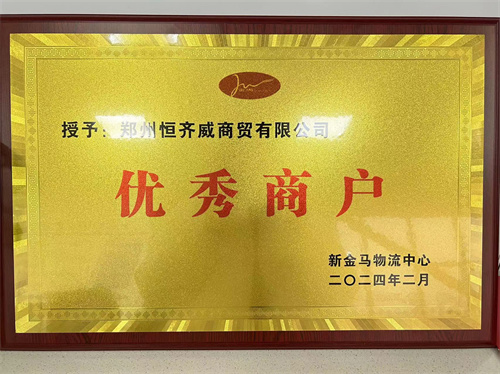 授予：郑州恒齐威商贸有限公司
优秀商户
新金马物流中心
二〇二四年二月